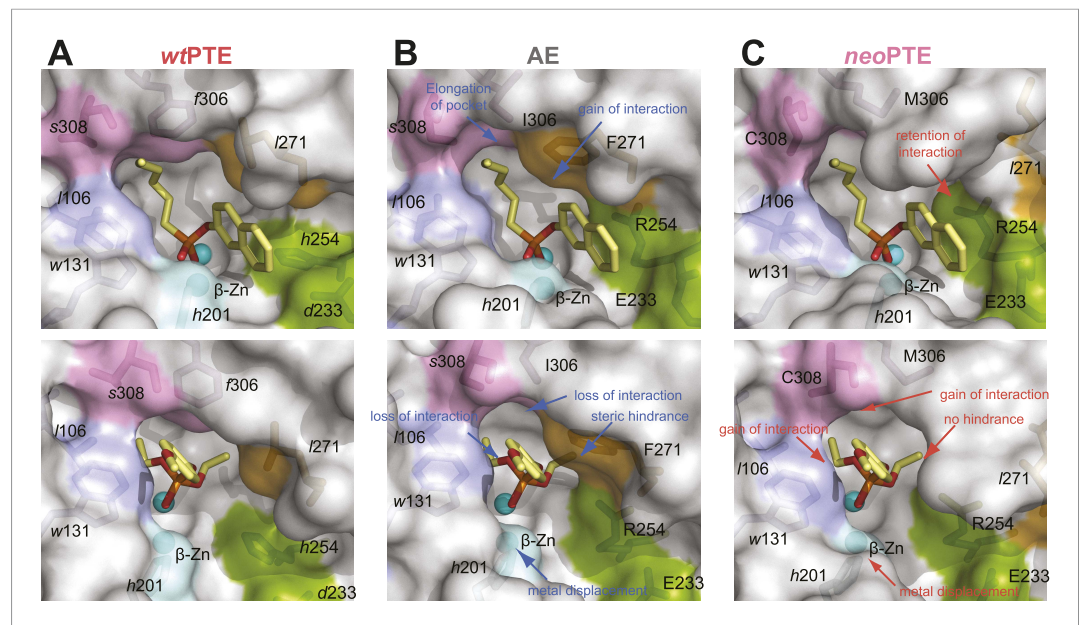 A
wtPTE
f306
s308
l271
l106
h254
w131
β-Zn
h201
d233
B
AE
Elongation
of pocket
I306
gain of interaction
s308
F271
l106
R254
w131
β-Zn
h201
E233
C
neoPTE
M306
C308
retention of
interaction
l271
l106
R254
w131
β-Zn
E233
h201
s308
f306
l271
l106
w131
h254
β-Zn
h201
d233
s308
I306
loss of interaction
loss of interaction
steric hindrance
l106
F271
w131
R254
β-Zn
h201
E233
metal displacement
M306
C308
gain of interaction
no hindrance
gain of interaction
l106
l271
w131
R254
β-Zn
h201
E233
metal displacement